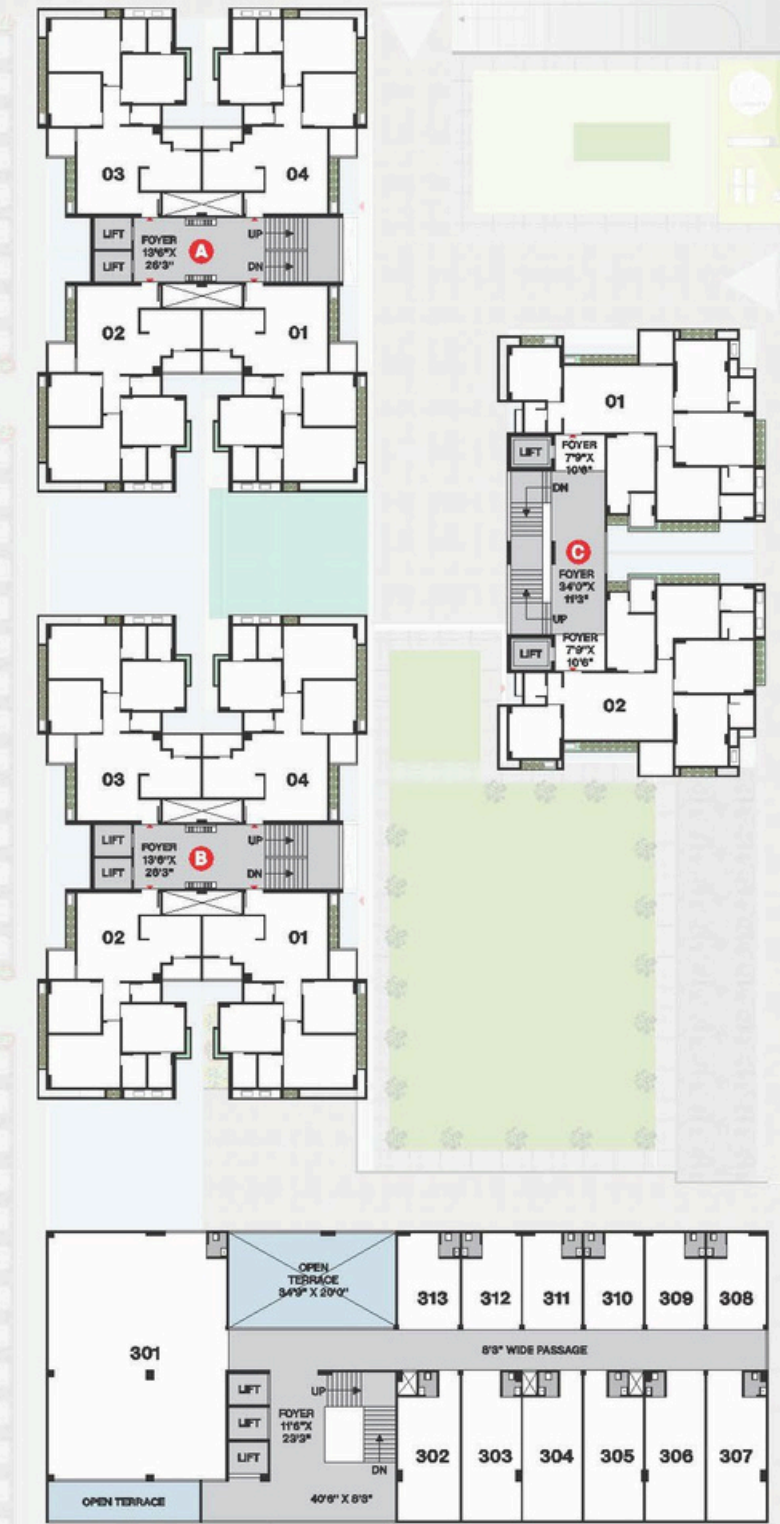 03
04
LIFT
LIFT
FOYER
13'6"X
26'3"
A
UP
DN
02
01
01
LIFT
FOYER
7'9"X
10'6"
DN
C
FOYER
34'0"X
11'3"
UP
LIFT
FOYER
7'9"X
10'6"
02
03
04
LIFT
LIFT
FOYER
13'6"X
26'3"
B
UP
DN
02
01
OPEN
TERRACE
34'9" X 20'0"
313
312
311
310
309
308
301
8'3" WIDE PASSAGE
LIFT
LIFT
LIFT
UP
FOYER
11'6"X
23'3"
DN
302
303
304
305
306
307
OPEN TERRACE
40'6" X 8'3"